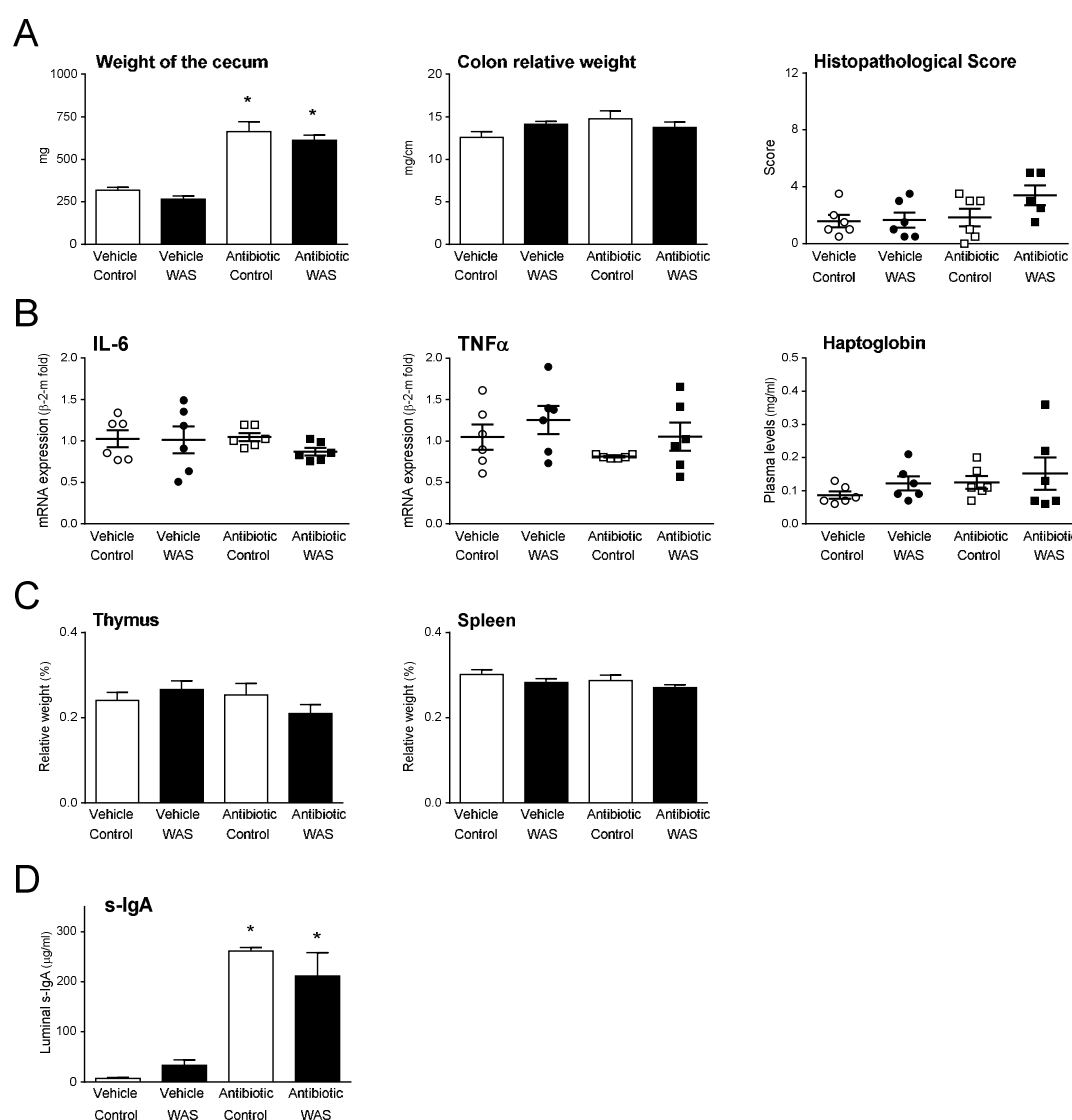 A
Weight of the cecum
1000
750
500
250
0
mg
*
*
Vehicle Vehicle Antibiotic Antibiotic
Control WAS Control WAS
Colon relative weight
20
15
10
5
0
mg/cm
Vehicle Vehicle Antibiotic Antibiotic
Control WAS Control WAS
Histopathological Score
12
8
4
0
Score
Vehicle Vehicle Antibiotic Antibiotic
Control WAS Control WAS
B
IL-6
2.0
1.5
1.0
0.5
0.0
mRNA expression (β-2-m fold)
Vehicle Vehicle Antibiotic Antibiotic
Control WAS Control WAS
TNFα
2.0
1.5
1.0
0.5
0.0
mRNA expression (β-2-m fold)
Vehicle Vehicle Antibiotic Antibiotic
Control WAS Control WAS
Haptoglobin
0.5
0.4
0.3
0.2
0.1
0.0
Plasma levels (mg/ml)
Vehicle Vehicle Antibiotic Antibiotic
Control WAS Control WAS
C
Thymus
0.4
0.2
0.0
Relative weight (%)
Vehicle Vehicle Antibiotic Antibiotic
Control WAS Control WAS
Spleen
0.4
0.2
0.0
Relative weight (%)
Vehicle Vehicle Antibiotic Antibiotic
Control WAS Control WAS
D
s-IgA
300
200
100
0
Luminal s-IgA (µg/ml)
*
*
Vehicle Vehicle Antibiotic Antibiotic
Control WAS Control WAS